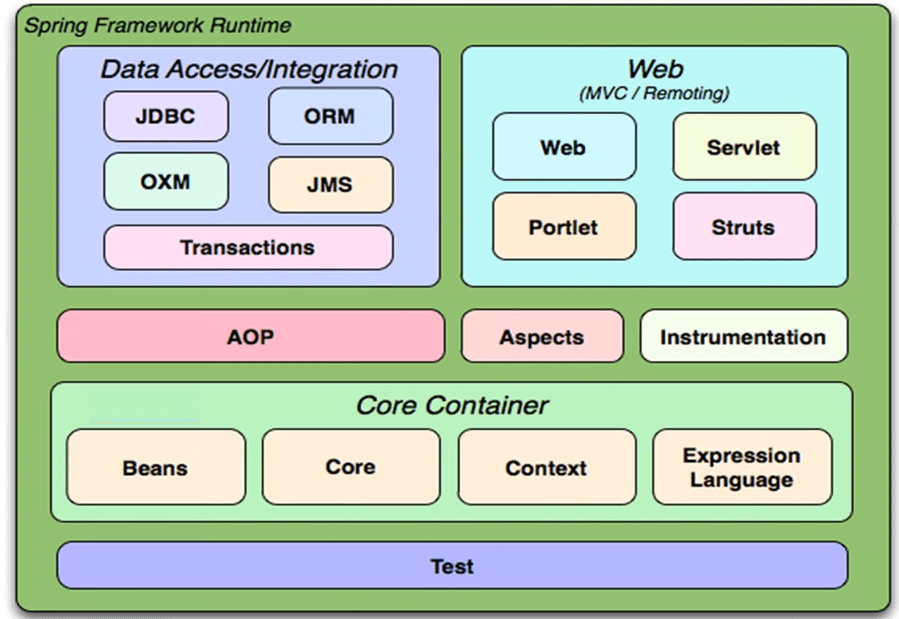 Spring Framework Runtime
Data Access/Integration
JDBC
ORM
OXM
JMS
Transactions
Web
(MVC / Remoting)
Web
Servlet
Portlet
Struts
AOP
Aspects
Instrumentation
Core Container
Beans
Core
Context
Expression
Language
Test